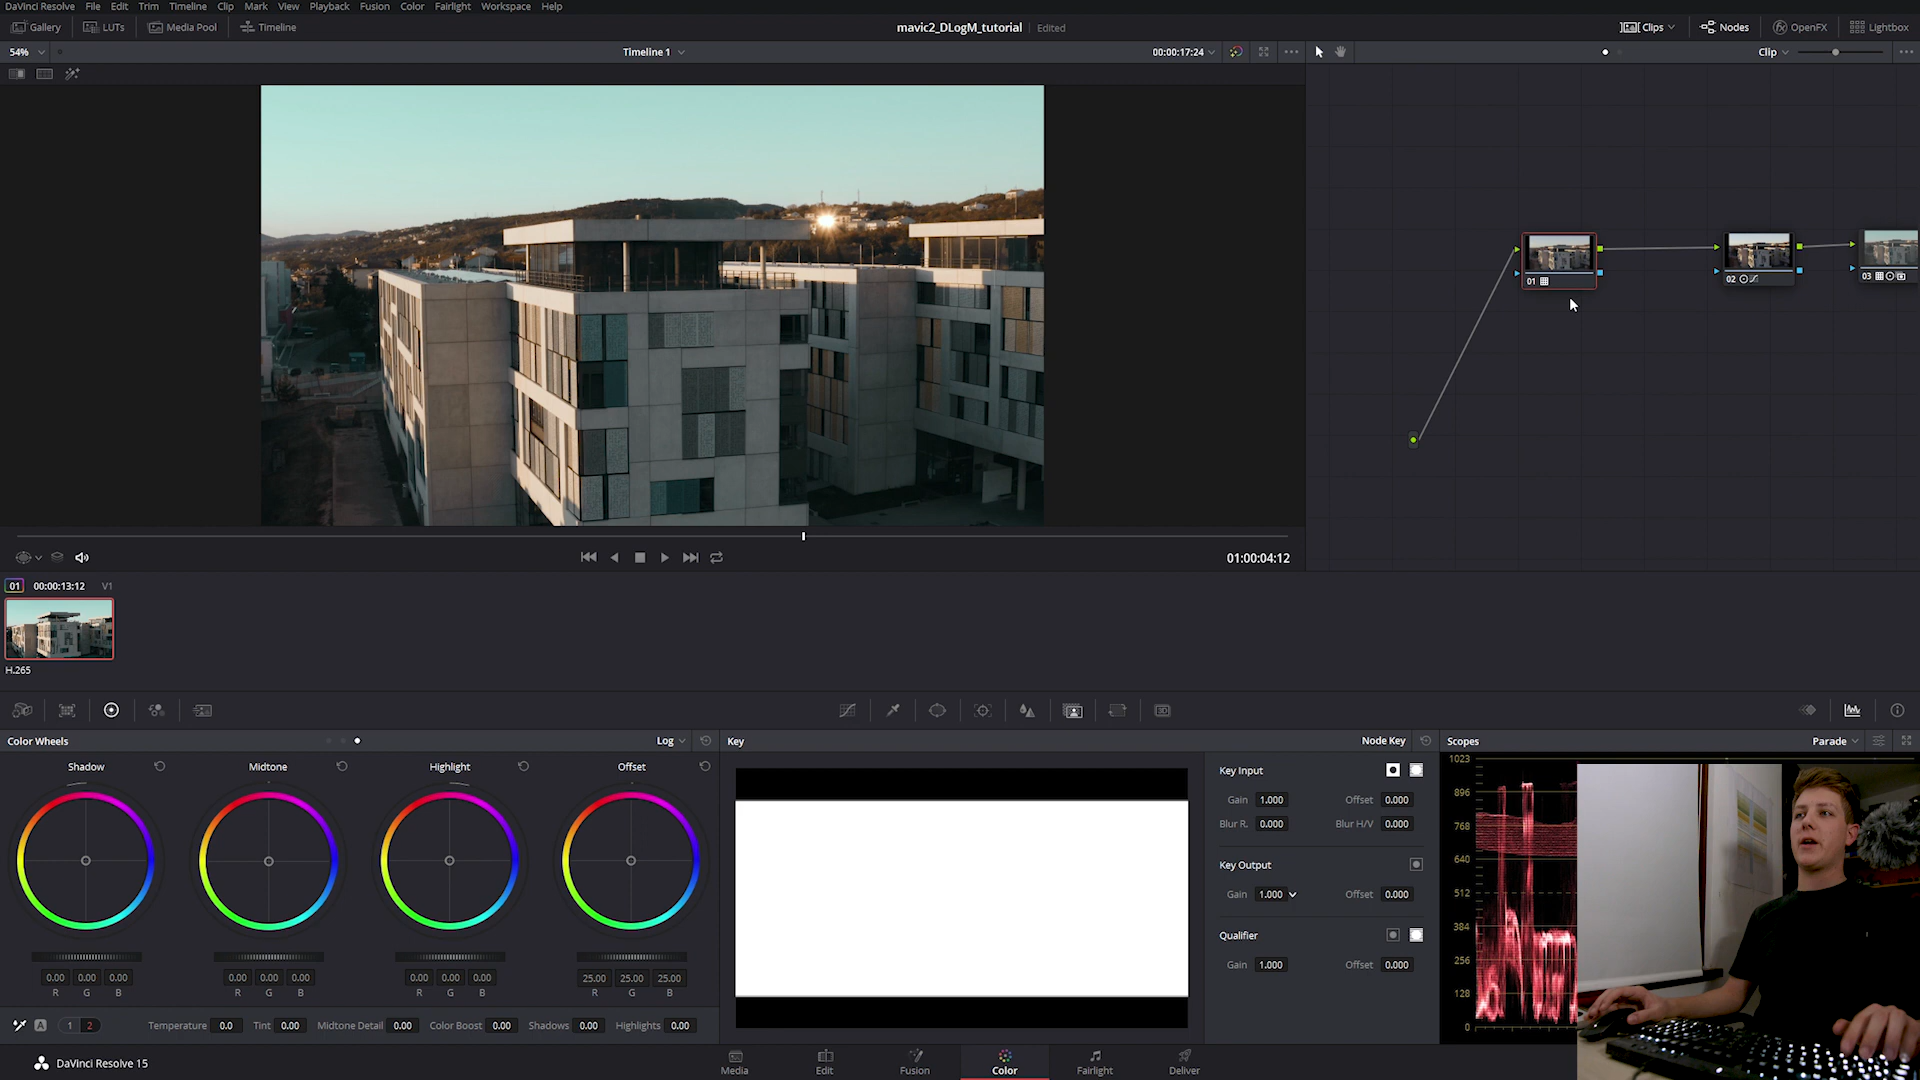 DaVinci Resolve File Edit Trim Timeline Clip Mark View Playback Fusion Color Fairlight Workspace Help
Gallery LUTs Media Pool Timeline mavic2_DLogM_tutorial Edited Clips Nodes OpenFX Lightbox
54% Timeline 1 00:00:17:24 Clip
01
02
03
01:00:04:12
01 00:00:13:12 V1
H.265
Color Wheels Log Key Node Key Scopes Parade
Shadow Midtone Highlight Offset
0.00 0.00 0.00 0.00 0.00 0.00 0.00 0.00 0.00 25.00 25.00 25.00
R G B R G B R G B R G B
A 1 2 Temperature 0.0 Tint 0.00 Midtone Detail 0.00 Color Boost 0.00 Shadows 0.00 Highlights 0.00
Key Input
Gain 1.000 Offset 0.000
Blur R. 0.000 Blur H/V 0.000
Key Output
Gain 1.000 Offset 0.000
Qualifier
Gain 1.000 Offset 0.000
1023
896
768
640
512
384
256
128
0
DaVinci Resolve 15 Media Edit Fusion Color Fairlight Deliver
3D